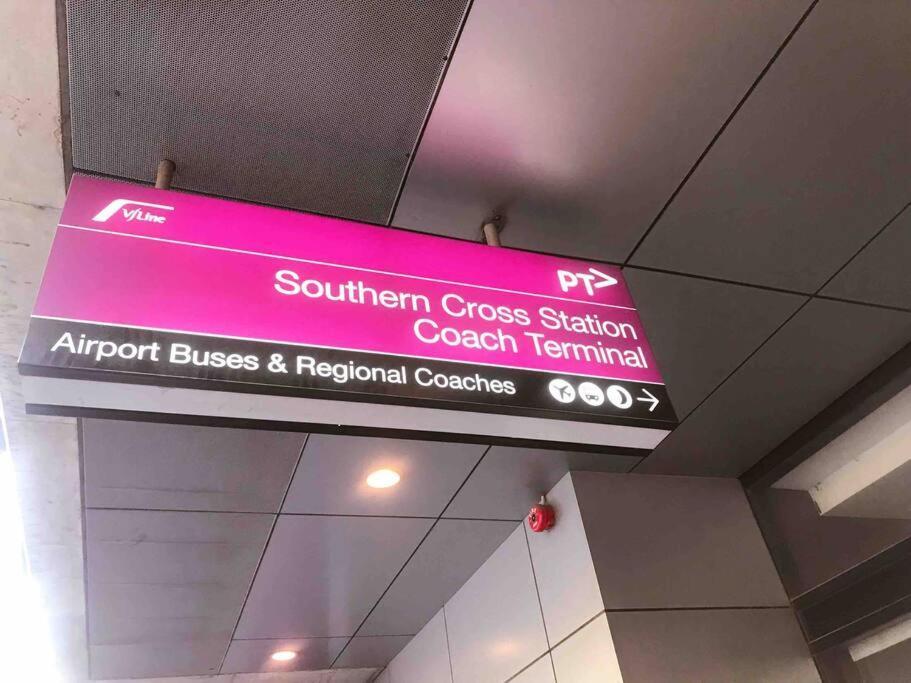 V/Line
PT>
Southern Cross Station
Coach Terminal
Airport Buses & Regional Coaches →